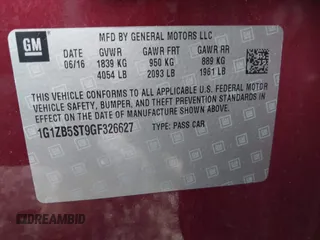 GM
MFD BY GENERAL MOTORS LLC
DATE GVWR GAWR FRT GAWR RR
06/16 1839 KG 950 KG 889 KG
4054 LB 2093 LB 1961 LB
THIS VEHICLE CONFORMS TO ALL APPLICABLE U.S. FEDERAL MOTOR
VEHICLE SAFETY, BUMPER, AND THEFT PREVENTION STANDARDS
IN EFFECT ON THE DATE OF MANUFACTURE SHOWN ABOVE.
1G1ZB5ST9GF326627 TYPE: PASS CAR
DREAMBID